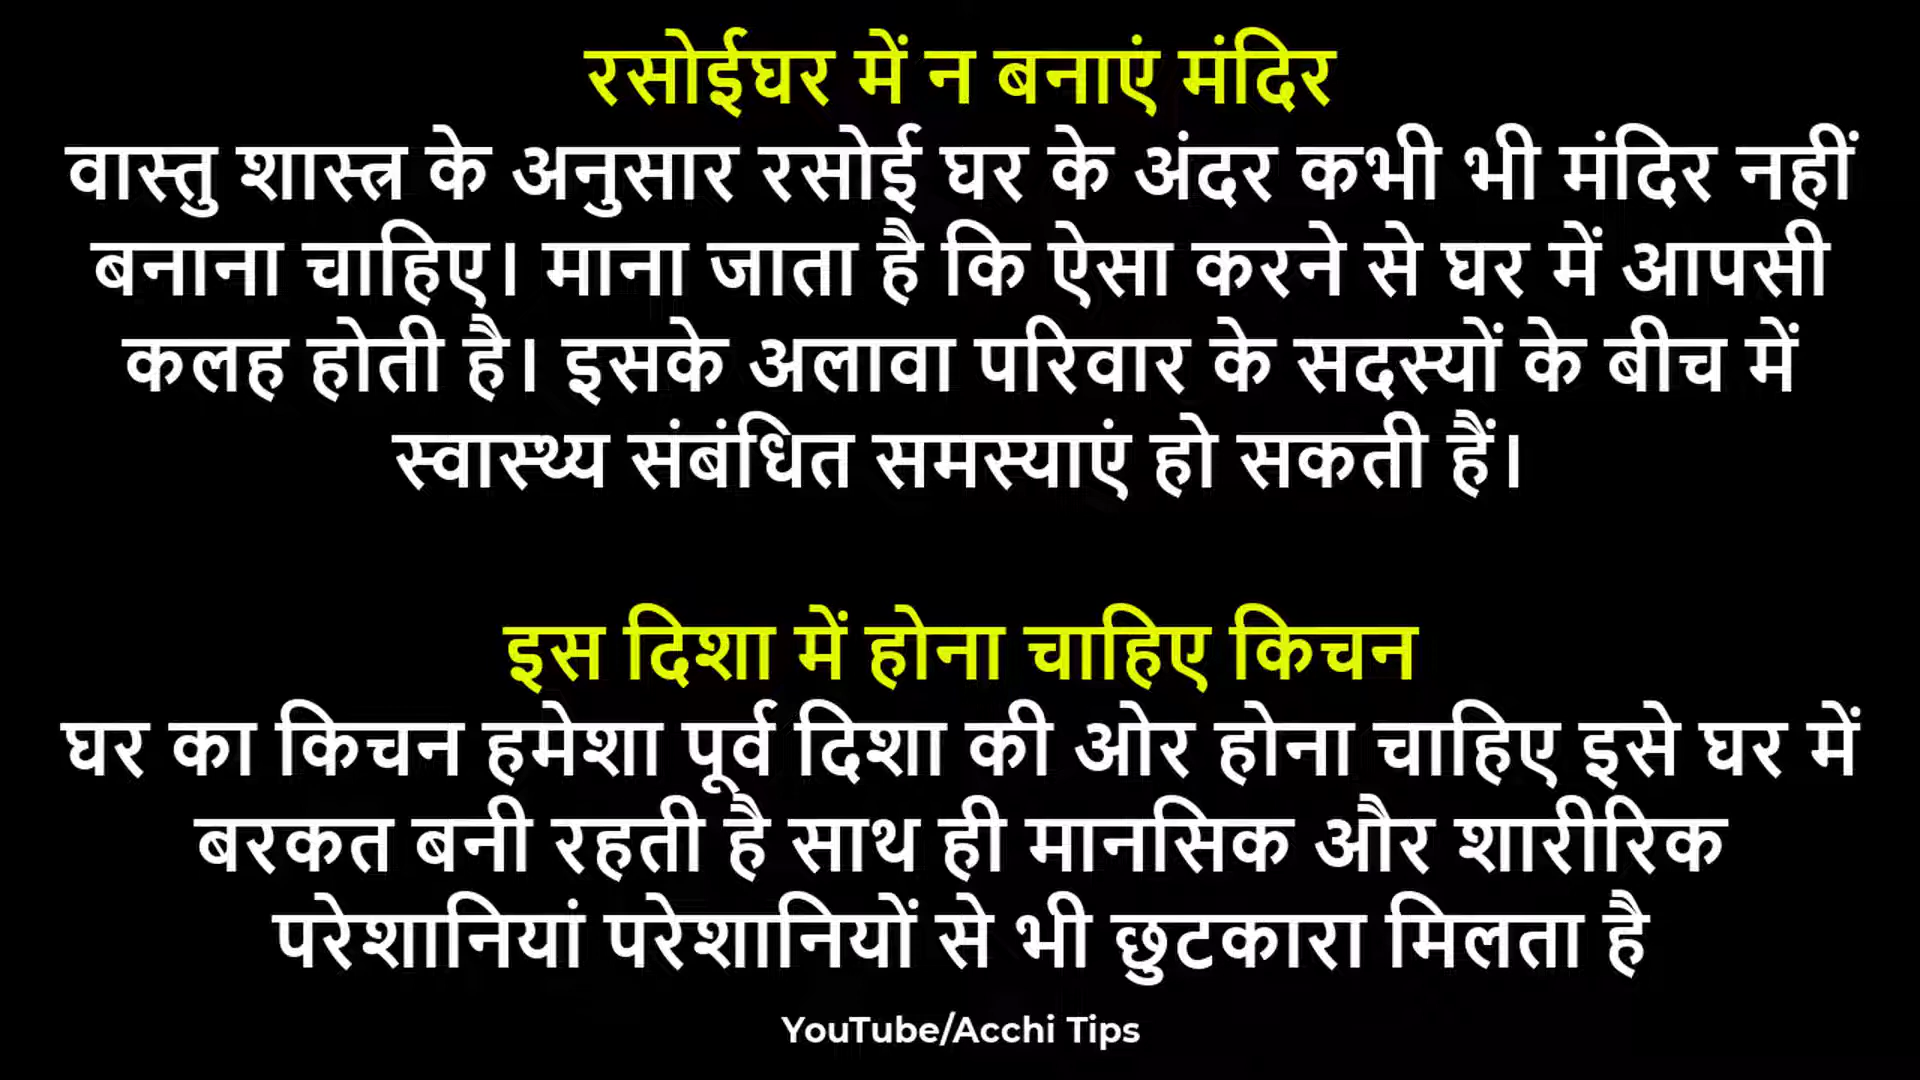 रसोईघर में न बनाएं मंदिर
वास्तु शास्त्र के अनुसार रसोई घर के अंदर कभी भी मंदिर नहीं
बनाना चाहिए। माना जाता है कि ऐसा करने से घर में आपसी
कलह होती है। इसके अलावा परिवार के सदस्यों के बीच में
स्वास्थ्य संबंधित समस्याएं हो सकती हैं।
इस दिशा में होना चाहिए किचन
घर का किचन हमेशा पूर्व दिशा की ओर होना चाहिए इसे घर में
बरकत बनी रहती है साथ ही मानसिक और शारीरिक
परेशानियां परेशानियों से भी छुटकारा मिलता है
YouTube/Acchi Tips